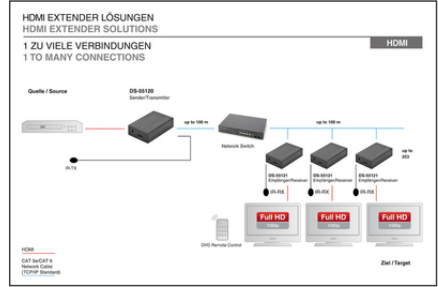 HDMI EXTENDER LÖSUNGEN
HDMI EXTENDER SOLUTIONS
1 ZU VIELE VERBINDUNGEN
1 TO MANY CONNECTIONS
HDMI
Quelle / Source
DS-55120
Sender/Transmitter
up to 100 m
up to 100 m
Network Switch
IR-TX
up to
253
DS-55121
Empfänger/Receiver
DS-55121
Empfänger/Receiver
DS-55121
Empfänger/Receiver
IR-RX
IR-RX
IR-RX
Full HD
1080p
Full HD
1080p
Full HD
1080p
DVD Remote Control
HDMI
CAT 5e/CAT 6
Network Cable
(TCP/IP Standard)
Ziel / Target